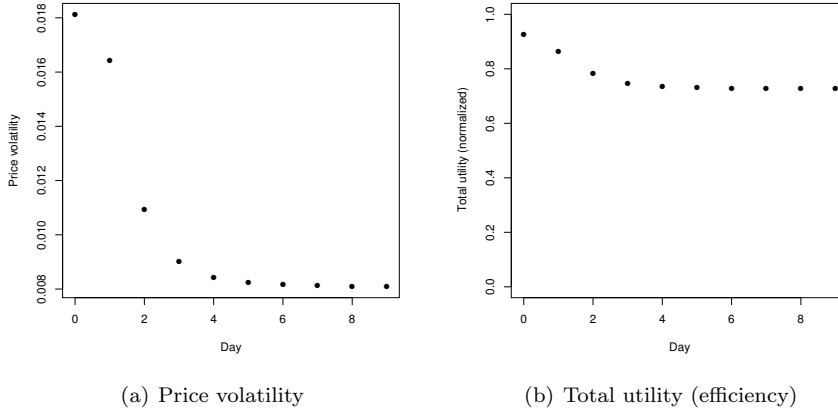 0.018
0.016
0.014
0.012
0.010
0.008
Price volatility
0 2 4 6 8
Day
(a) Price volatility
1.0
0.8
0.6
0.4
0.2
0.0
Total utility (normalized)
0 2 4 6 8
Day
(b) Total utility (efficiency)